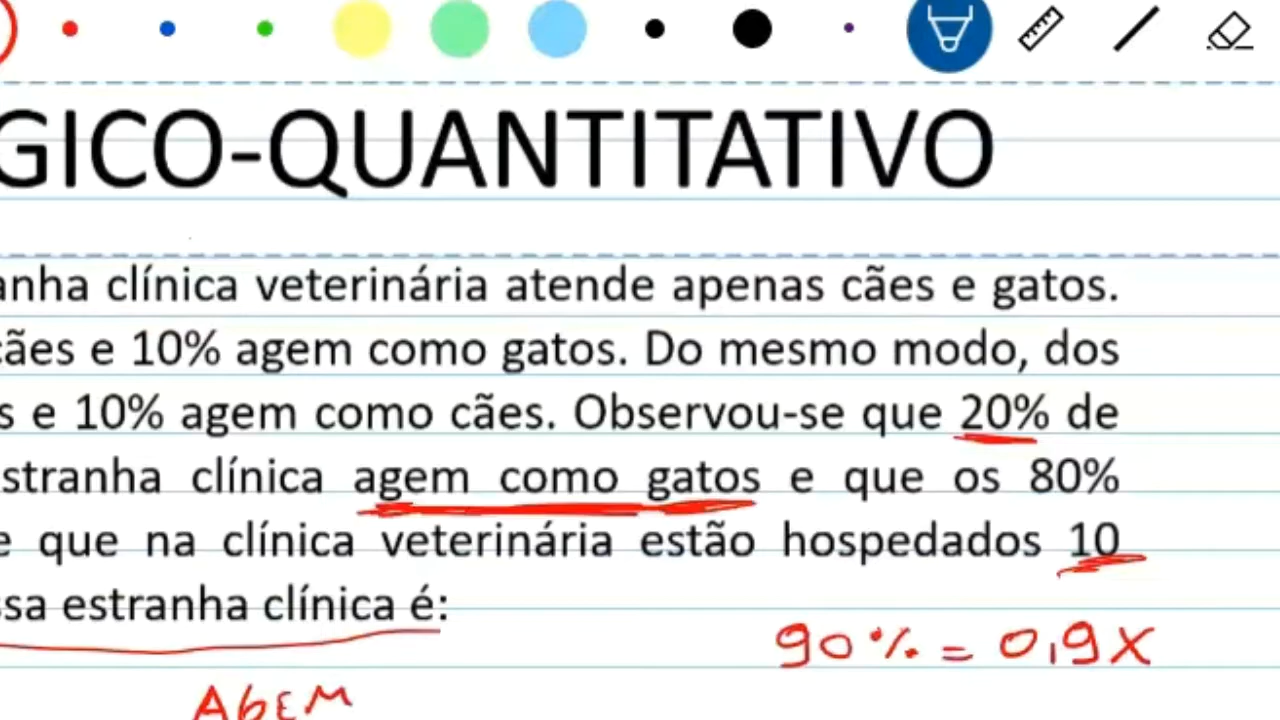 GICO-QUANTITATIVO
anha clínica veterinária atende apenas cães e gatos.
cães e 10% agem como gatos. Do mesmo modo, dos
s e 10% agem como cães. Observou-se que 20% de
stranha clínica agem como gatos e que os 80%
e que na clínica veterinária estão hospedados 10
ssa estranha clínica é:
90% = 0,9X
AGEM